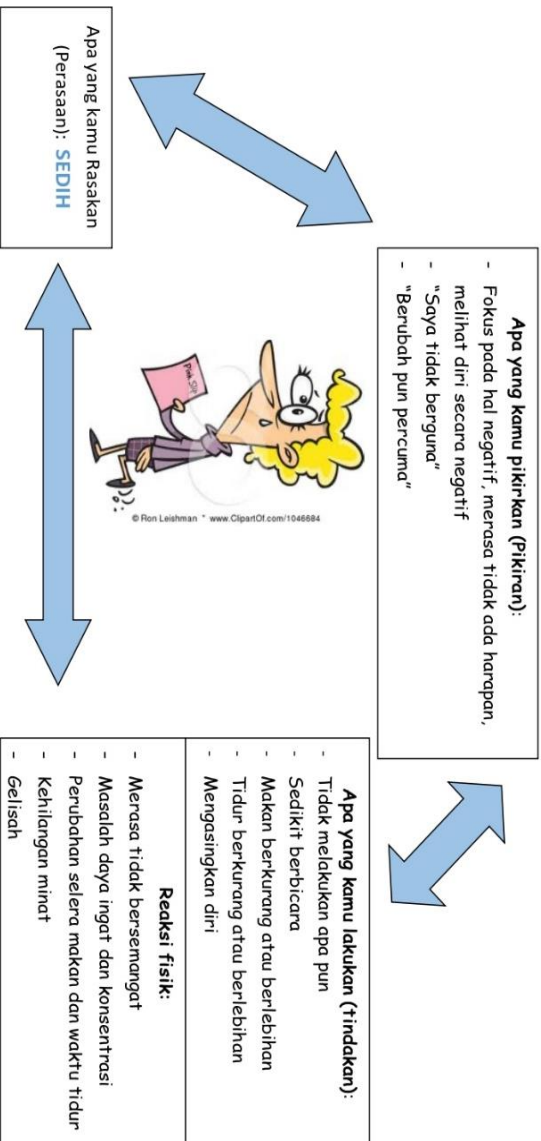 Apa yang kamu pikirkan (Pikiran):
- Fokus pada hal negatif, merasa tidak ada harapan,
melihat diri secara negatif
- "Saya tidak berguna"
- "Berubah pun percuma"
Apa yang kamu Rasakan
(Perasaan): SEDIH
Pink Slip
© Ron Leishman * www.ClipartOf.com/1046684
Apa yang kamu lakukan (tindakan):
- Tidak melakukan apa pun
- Sedikit berbicara
- Makan berkurang atau berlebihan
- Tidur berkurang atau berlebihan
- Mengasingkan diri
Reaksi fisik:
- Merasa tidak bersemangat
- Masalah daya ingat dan konsentrasi
- Perubahan selera makan dan waktu tidur
- Kehilangan minat
- Gelisah